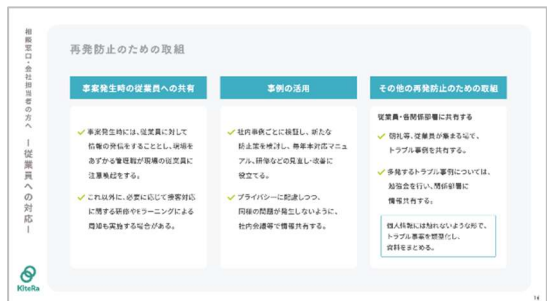 相談窓口・会社担当者の方へ ー従業員への対応ー
再発防止のための取組
事案発生時の従業員への共有
事案発生時には、従業員に対して
情報の発信をすることとし、現場を
あずかる管理職が現場の従業員に
注意喚起をする。
これ以外に、必要に応じて接客対応
に関する研修やEラーニングによる
周知も実施する場合がある。
事例の活用
社内事例ごとに検証し、新たな
防止策を検討し、毎年本対応マニュ
アル、研修などの見直し・改善に
役立てる。
プライバシーに配慮しつつ、
同様の問題が発生しないように、
社内会議等で情報共有する。
その他の再発防止のための取組
従業員・各関係部署に共有する
朝礼等、従業員が集まる場で、
トラブル事例を共有する。
多発するトラブル事例については、
勉強会を行い、関係部署に
情報共有する。
個人情報には触れないような形で、
トラブル事案を類型化し、
資料をまとめる。
KiteRa
16